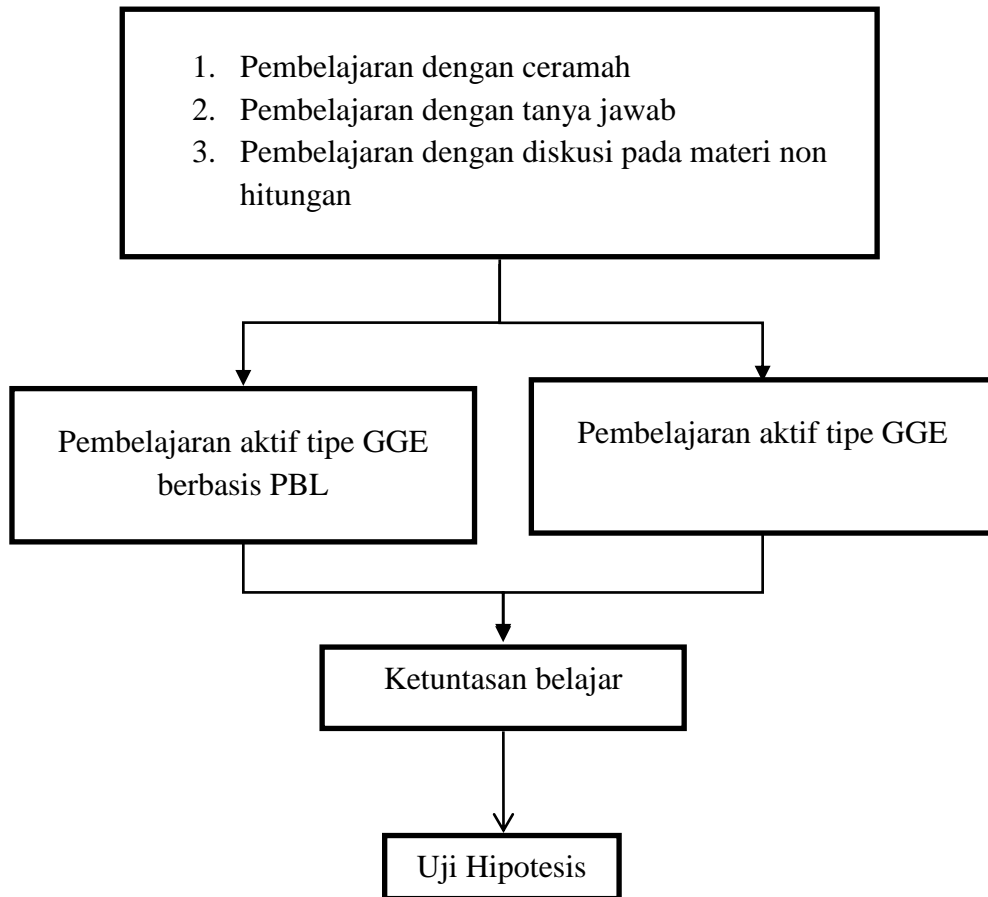 1. Pembelajaran dengan ceramah
2. Pembelajaran dengan tanya jawab
3. Pembelajaran dengan diskusi pada materi non
hitungan
Pembelajaran aktif tipe GGE
berbasis PBL
Pembelajaran aktif tipe GGE
Ketuntasan belajar
Uji Hipotesis